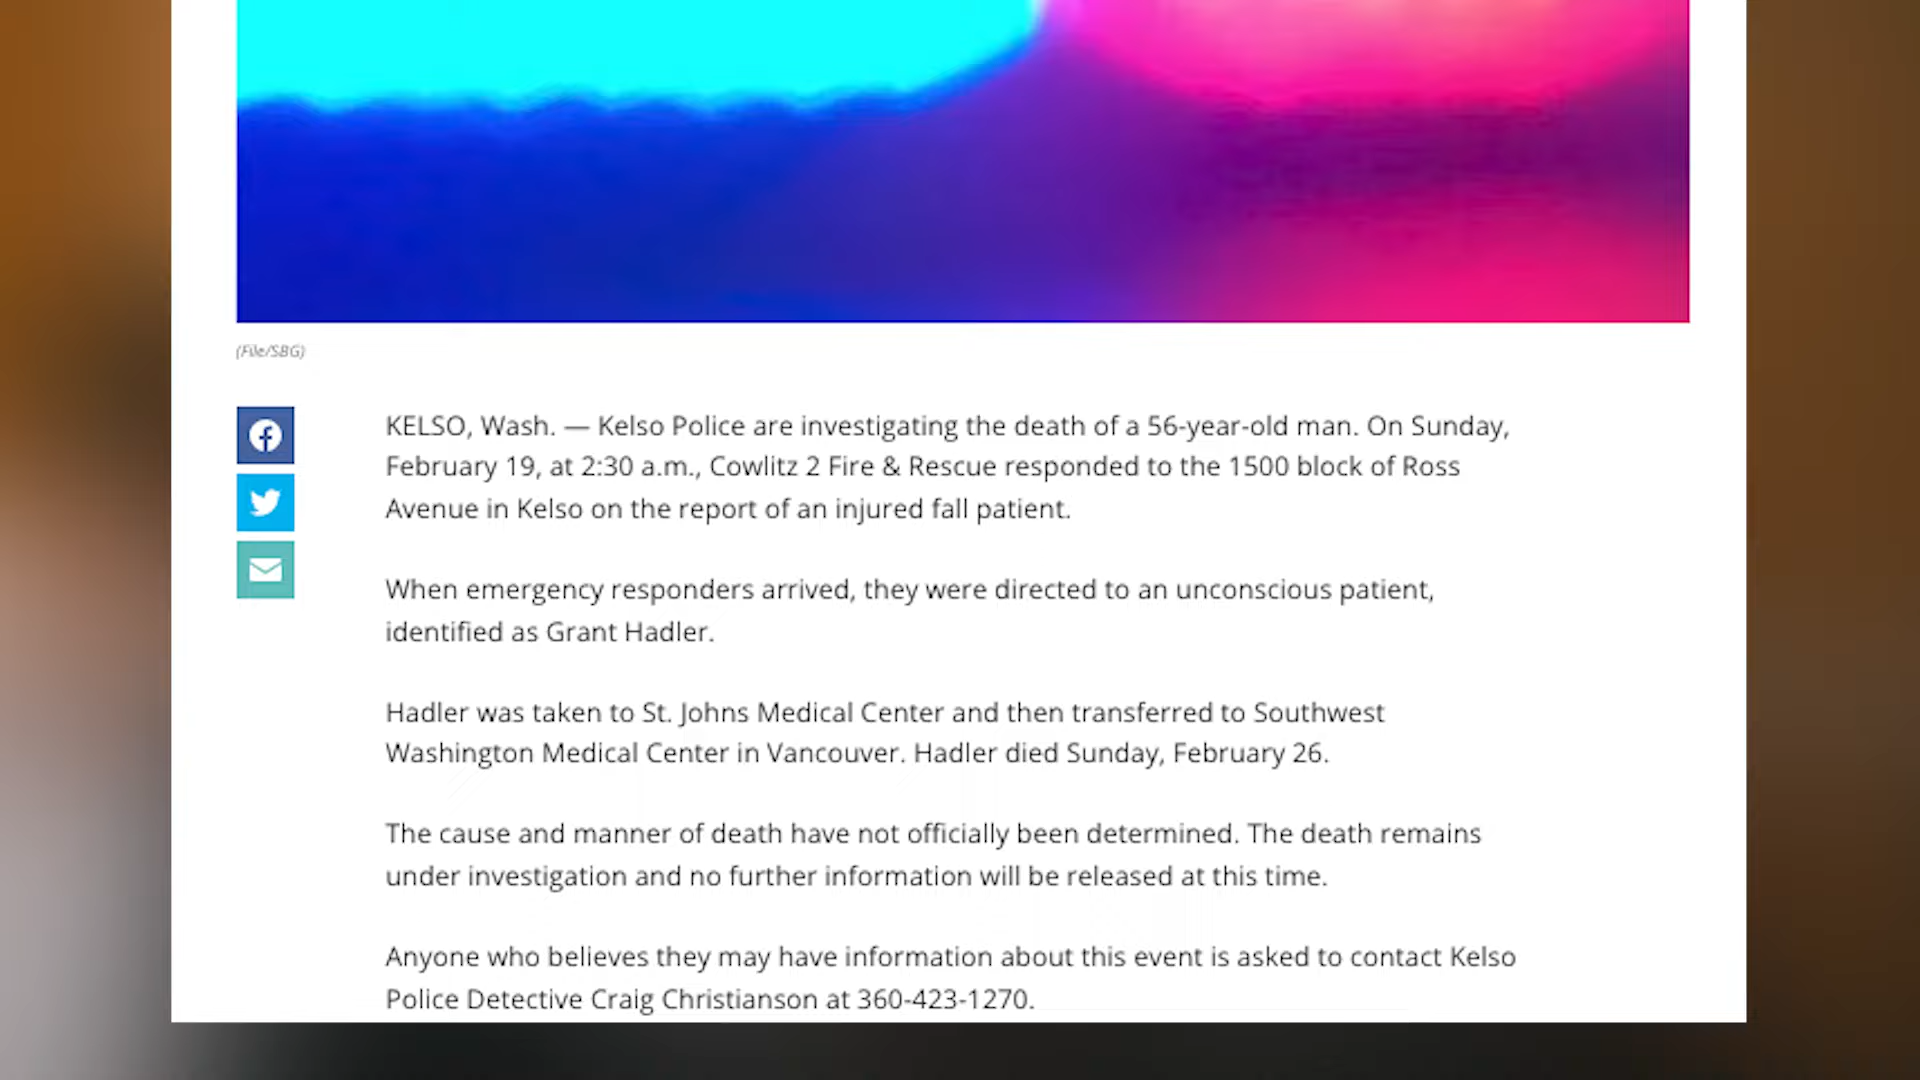 (File/SBG)
KELSO, Wash. — Kelso Police are investigating the death of a 56-year-old man. On Sunday,
February 19, at 2:30 a.m., Cowlitz 2 Fire & Rescue responded to the 1500 block of Ross
Avenue in Kelso on the report of an injured fall patient.
When emergency responders arrived, they were directed to an unconscious patient,
identified as Grant Hadler.
Hadler was taken to St. Johns Medical Center and then transferred to Southwest
Washington Medical Center in Vancouver. Hadler died Sunday, February 26.
The cause and manner of death have not officially been determined. The death remains
under investigation and no further information will be released at this time.
Anyone who believes they may have information about this event is asked to contact Kelso
Police Detective Craig Christianson at 360-423-1270.